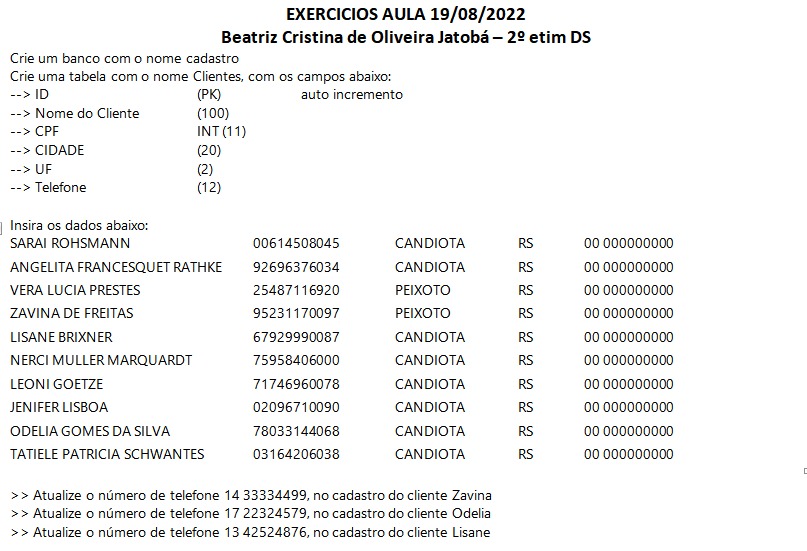 EXERCICIOS AULA 19/08/2022
Beatriz Cristina de Oliveira Jatobá – 2º etim DS
Crie um banco com o nome cadastro
Crie uma tabela com o nome Clientes, com os campos abaixo:
--> ID (PK) auto incremento
--> Nome do Cliente (100)
--> CPF INT (11)
--> CIDADE (20)
--> UF (2)
--> Telefone (12)
Insira os dados abaixo:
SARAI ROHSMANN 00614508045 CANDIOTA RS 00 000000000
ANGELITA FRANCESQUET RATHKE 92696376034 CANDIOTA RS 00 000000000
VERA LUCIA PRESTES 25487116920 PEIXOTO RS 00 000000000
ZAVINA DE FREITAS 95231170097 PEIXOTO RS 00 000000000
LISANE BRIXNER 67929990087 CANDIOTA RS 00 000000000
NERCI MULLER MARQUARDT 75958406000 CANDIOTA RS 00 000000000
LEONI GOETZE 71746960078 CANDIOTA RS 00 000000000
JENIFER LISBOA 02096710090 CANDIOTA RS 00 000000000
ODELIA GOMES DA SILVA 78033144068 CANDIOTA RS 00 000000000
TATIELE PATRICIA SCHWANTES 03164206038 CANDIOTA RS 00 000000000
>> Atualize o número de telefone 14 33334499, no cadastro do cliente Zavina
>> Atualize o número de telefone 17 22324579, no cadastro do cliente Odelia
>> Atualize o número de telefone 13 42524876, no cadastro do cliente Lisane